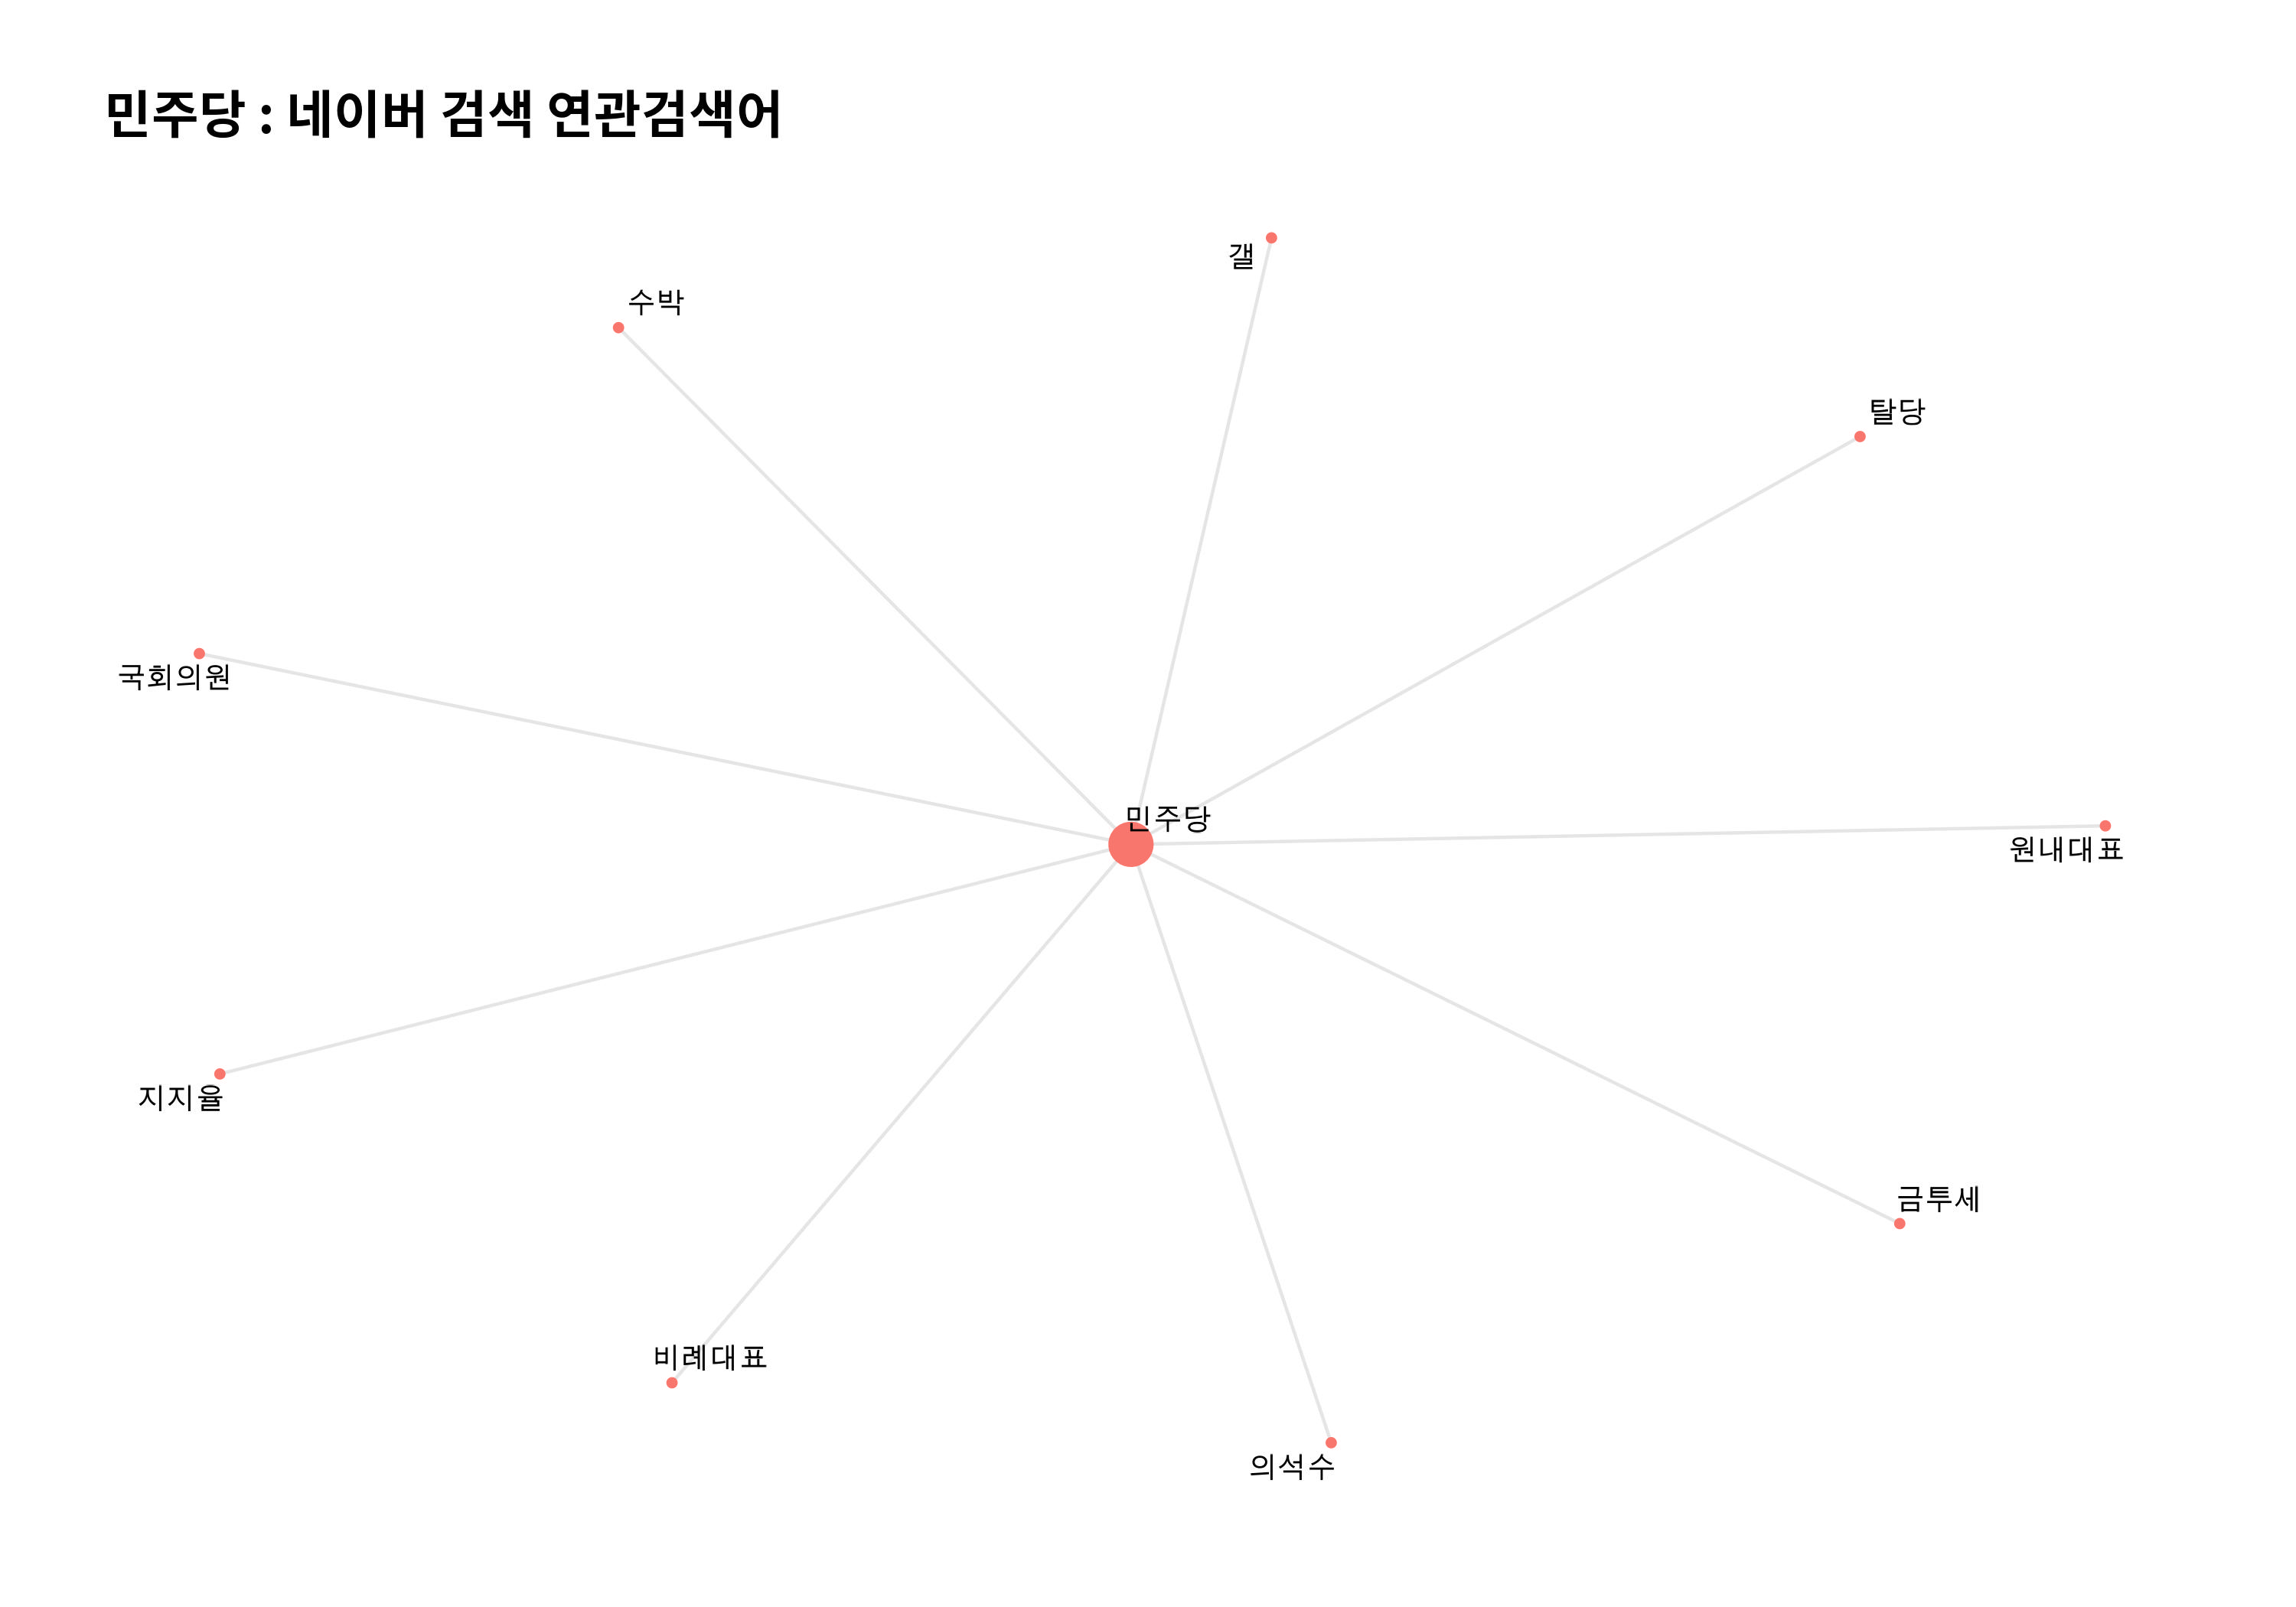 민주당 : 네이버 검색 연관검색어
갤
수박
탈당
국회의원
민주당
원내대표
지지율
금투세
비례대표
의석수